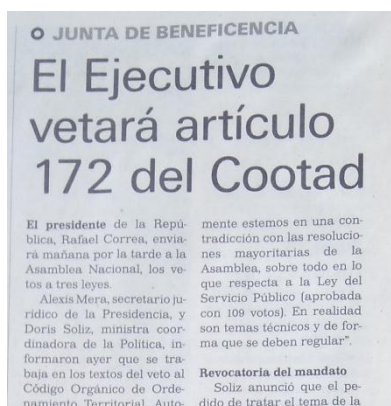 JUNTA DE BENEFICENCIA
El Ejecutivo
vetará artículo
172 del Cootad
El presidente de la Repú-
blica, Rafael Correa, envia-
rá mañana por la tarde a la
Asamblea Nacional, los ve-
tos a tres leyes.
Alexis Mera, secretario ju-
rídico de la Presidencia, y
Doris Soliz, ministra coor-
dinadora de la Política, in-
formaron ayer que se tra-
baja en los textos del veto al
Código Orgánico de Orde-
namiento Territorial, Auto-
mente estemos en una con-
tradicción con las resolucio-
nes mayoritarias de la
Asamblea, sobre todo en lo
que respecta a la Ley del
Servicio Público (aprobada
con 109 votos). En realidad
son temas técnicos y de for-
ma que se deben regular”.
Revocatoria del mandato
Soliz anunció que el pe-
dido de tratar el tema de la